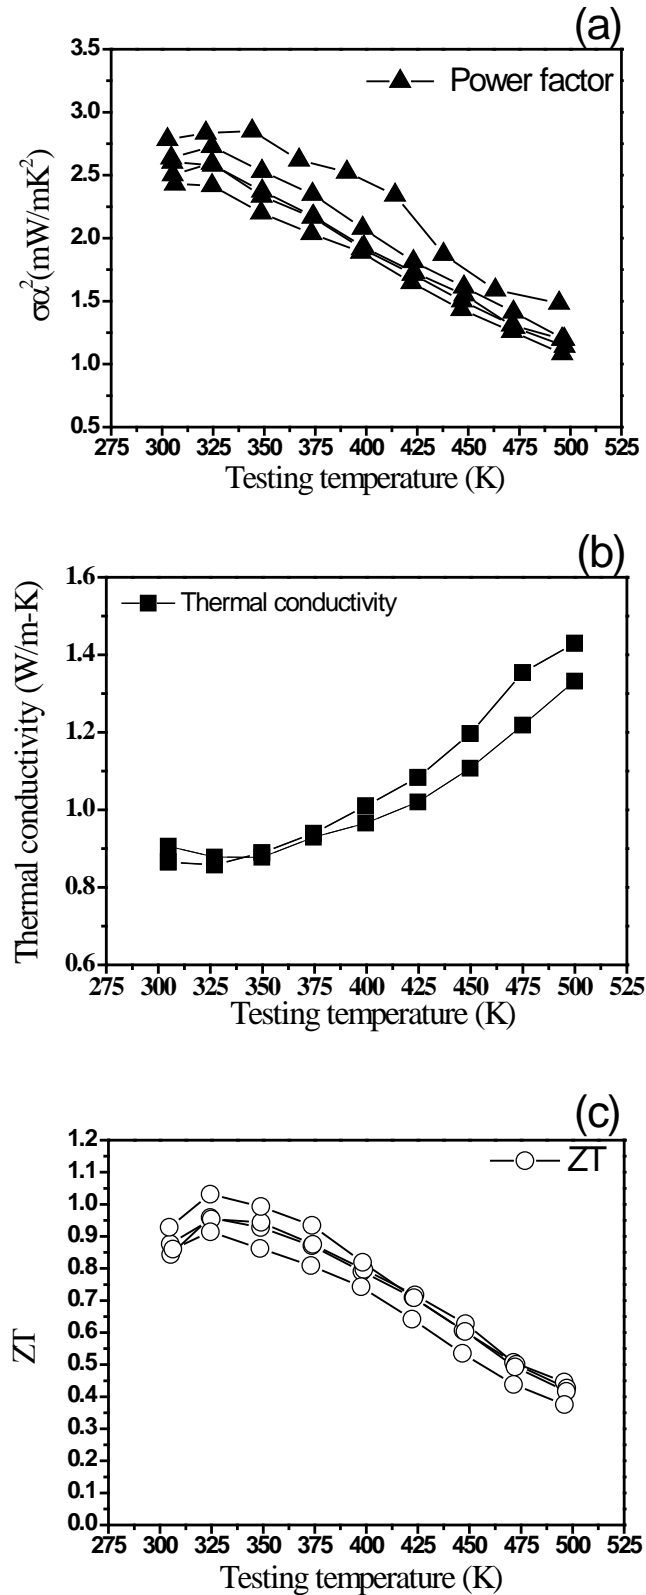 (a)
3.5
3.0
2.5
2.0
1.5
1.0
0.5
σα²(mW/mK²)
Power factor
275 300 325 350 375 400 425 450 475 500 525
Testing temperature (K)
(b)
1.6
1.4
1.2
1.0
0.8
0.6
Thermal conductivity (W/m-K)
Thermal conductivity
275 300 325 350 375 400 425 450 475 500 525
Testing temperature (K)
(c)
1.2
1.1
1.0
0.9
0.8
0.7
0.6
0.5
0.4
0.3
0.2
0.1
0.0
ZT
ZT
275 300 325 350 375 400 425 450 475 500 525
Testing temperature (K)